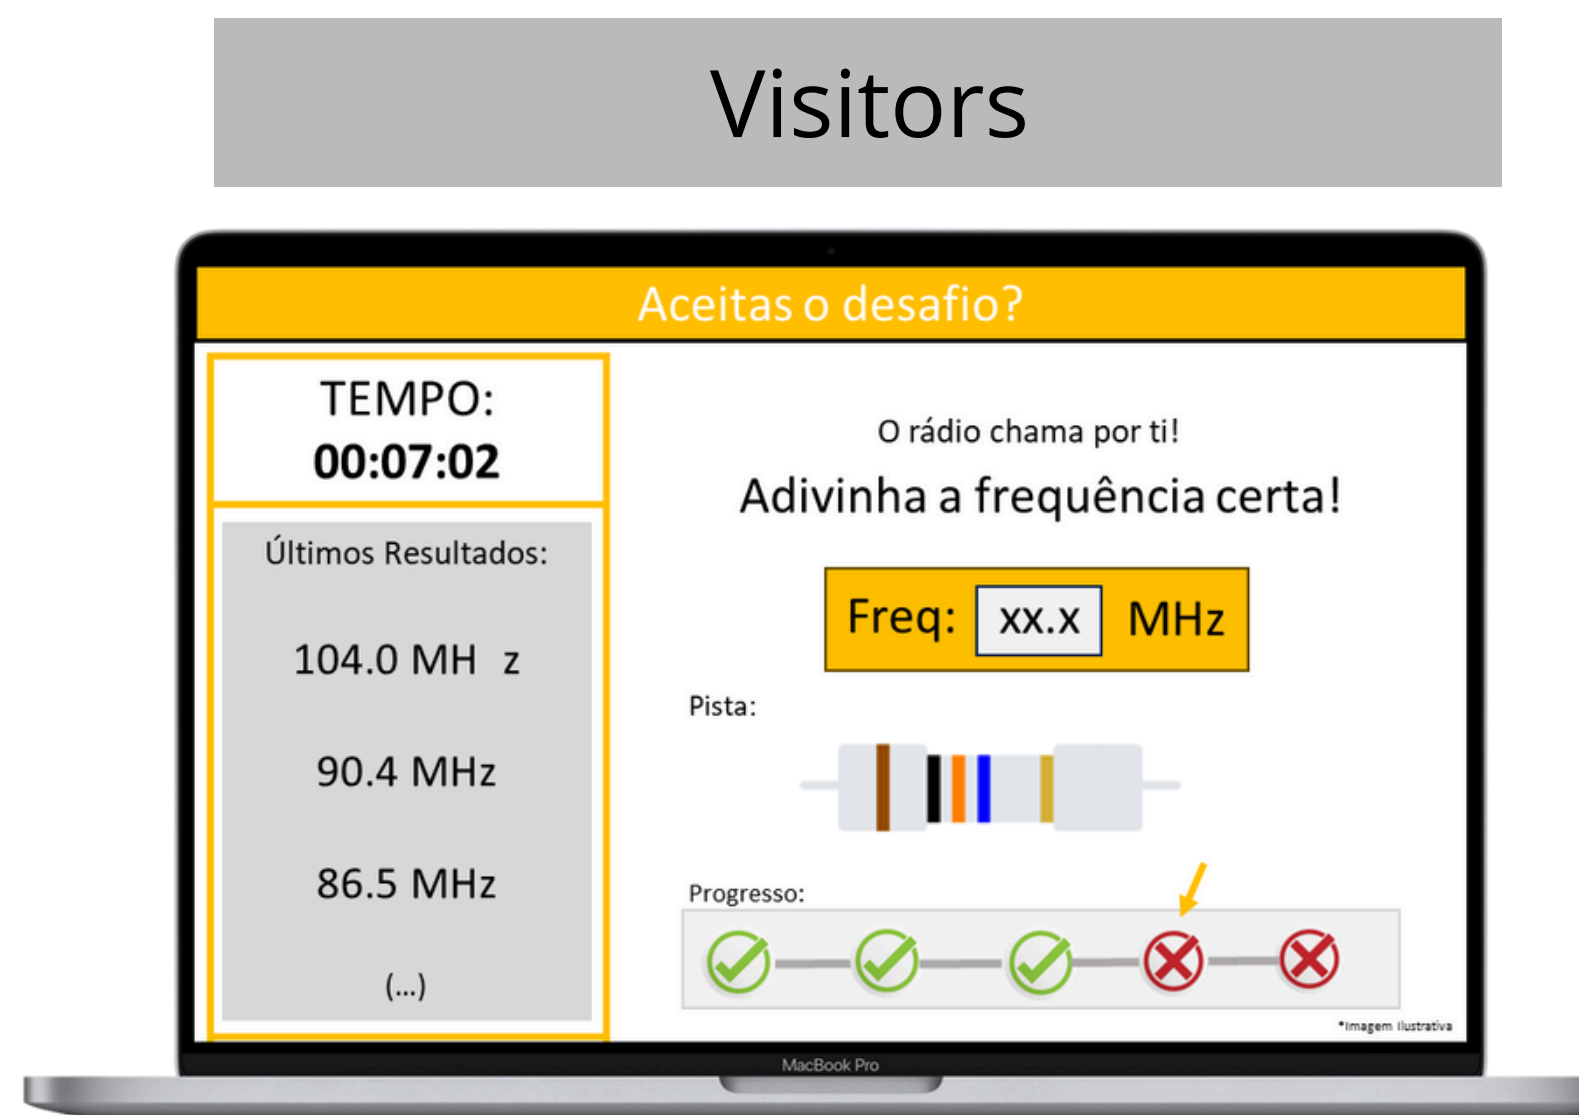 Visitors
Aceitas o desafio?
TEMPO:
00:07:02
Últimos Resultados:
104.0 MH z
90.4 MHz
86.5 MHz
(...)
O rádio chama por ti!
Adivinha a frequência certa!
Freq: xx.x MHz
Pista:
Progresso:
*Imagem Ilustrativa
MacBook Pro